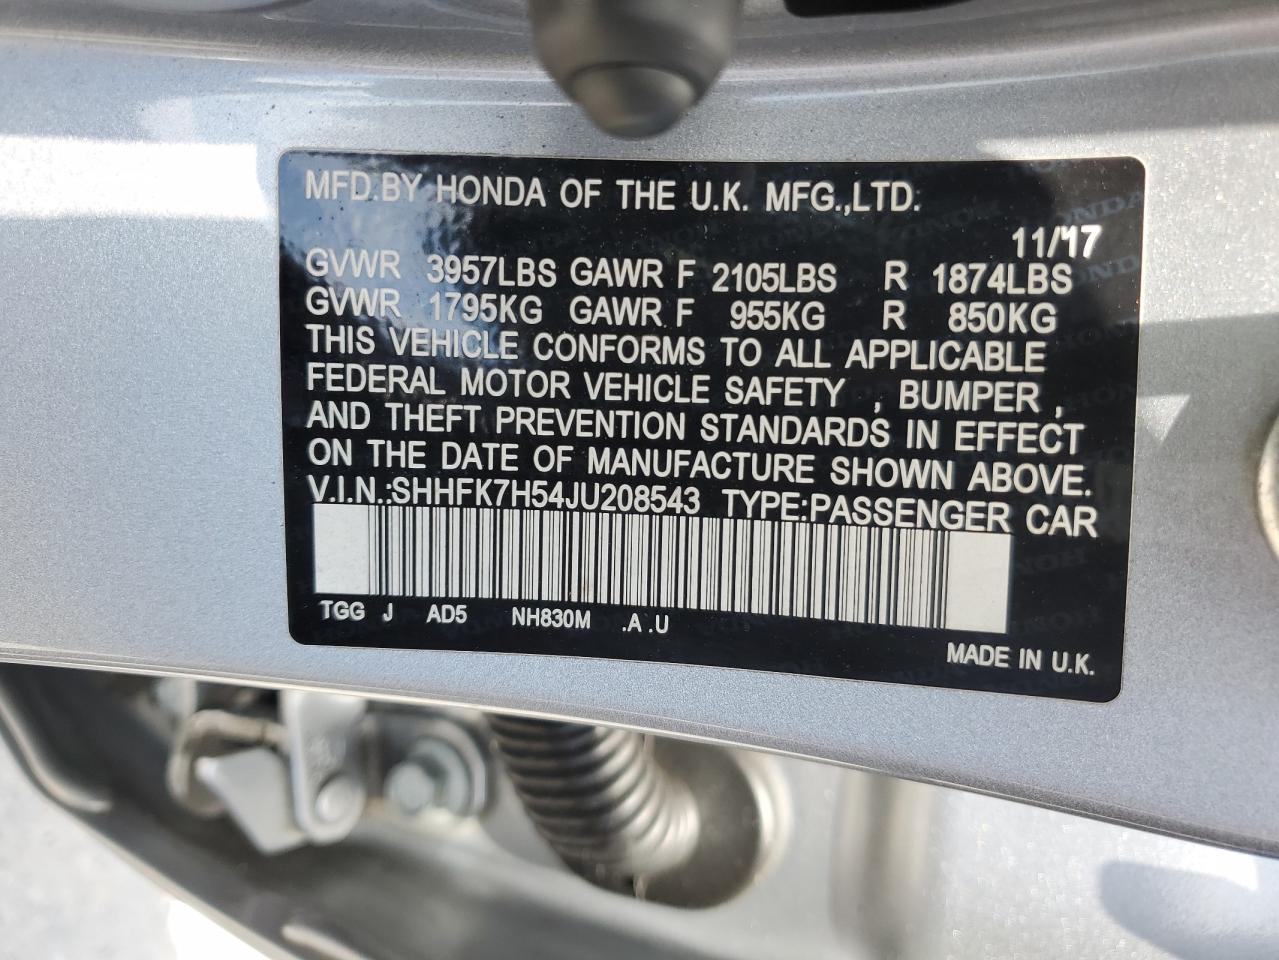 MFD.BY HONDA OF THE U.K. MFG.,LTD.
11/17
GVWR 3957LBS GAWR F 2105LBS R 1874LBS
GVWR 1795KG GAWR F 955KG R 850KG
THIS VEHICLE CONFORMS TO ALL APPLICABLE
FEDERAL MOTOR VEHICLE SAFETY , BUMPER ,
AND THEFT PREVENTION STANDARDS IN EFFECT
ON THE DATE OF MANUFACTURE SHOWN ABOVE.
V.I.N.:SHHFK7H54JU208543 TYPE:PASSENGER CAR
TGG J AD5 NH830M .A .U
MADE IN U.K.